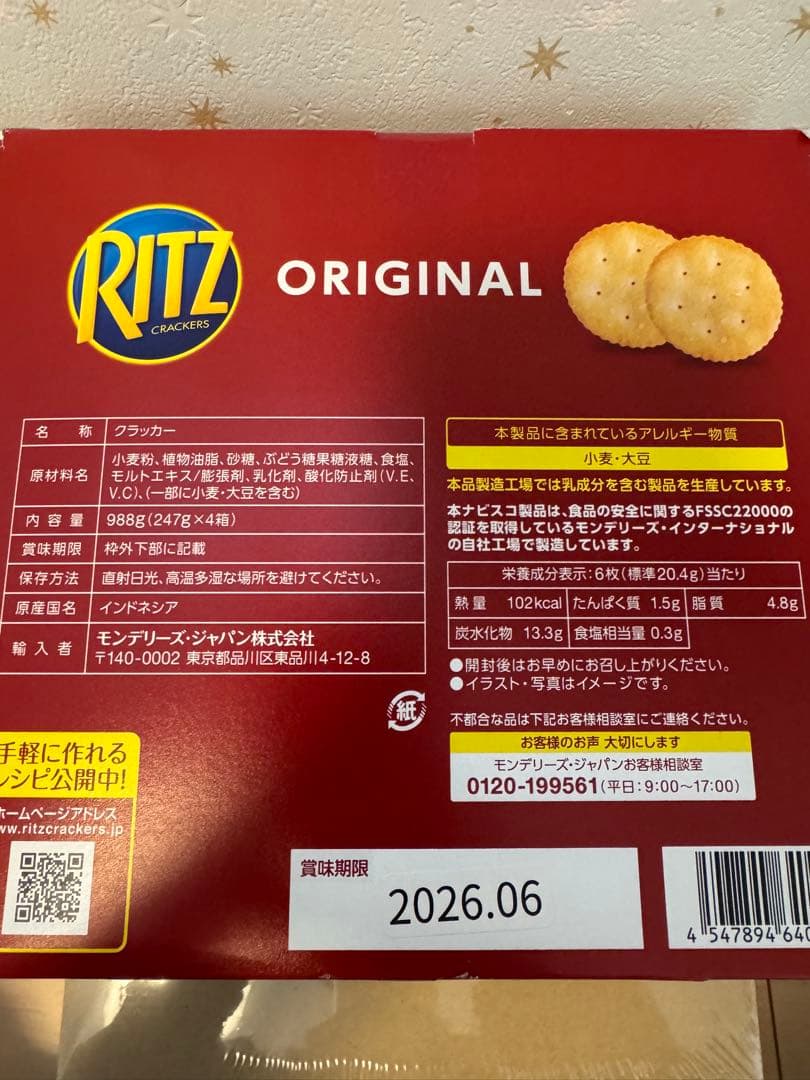 RITZ
CRACKERS
ORIGINAL
名 称 クラッカー
原材料名 小麦粉、植物油脂、砂糖、ぶどう糖果糖液糖、食塩、
モルトエキス/膨張剤、乳化剤、酸化防止剤(V.E、
V.C)、(一部に小麦・大豆を含む)
内容量 988g(247g×4箱)
賞味期限 枠外下部に記載
保存方法 直射日光、高温多湿な場所を避けてください。
原産国名 インドネシア
輸入者 モンデリーズ・ジャパン株式会社
〒140-0002 東京都品川区東品川4-12-8
紙
本製品に含まれているアレルギー物質
小麦・大豆
本品製造工場では乳成分を含む製品を生産しています。
本ナビスコ製品は、食品の安全に関するFSSC22000の
認証を取得しているモンデリーズ・インターナショナル
の自社工場で製造しています。
栄養成分表示:6枚(標準20.4g)当たり
熱量 102kcal たんぱく質 1.5g 脂質 4.8g
炭水化物 13.3g 食塩相当量 0.3g
●開封後はお早めにお召し上がりください。
●イラスト・写真はイメージです。
不都合な品は下記お客様相談室にご連絡ください。
お客様のお声 大切にします
モンデリーズ・ジャパンお客様相談室
0120-199561(平日:9:00~17:00)
手軽に作れる
シピ公開中!
ホームページアドレス
ww.ritzcrackers.jp
賞味期限
2026.06
4 547894 640